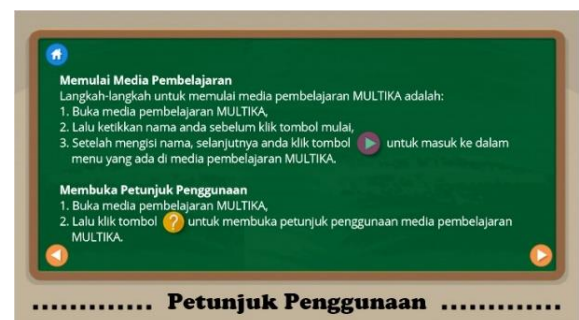 Memulai Media Pembelajaran
Langkah-langkah untuk memulai media pembelajaran MULTIKA adalah:
1. Buka media pembelajaran MULTIKA,
2. Lalu ketikkan nama anda sebelum klik tombol mulai,
3. Setelah mengisi nama, selanjutnya anda klik tombol untuk masuk ke dalam
menu yang ada di media pembelajaran MULTIKA.
Membuka Petunjuk Penggunaan
1. Buka media pembelajaran MULTIKA,
2. Lalu klik tombol ? untuk membuka petunjuk penggunaan media pembelajaran
MULTIKA.
............. Petunjuk Penggunaan .............